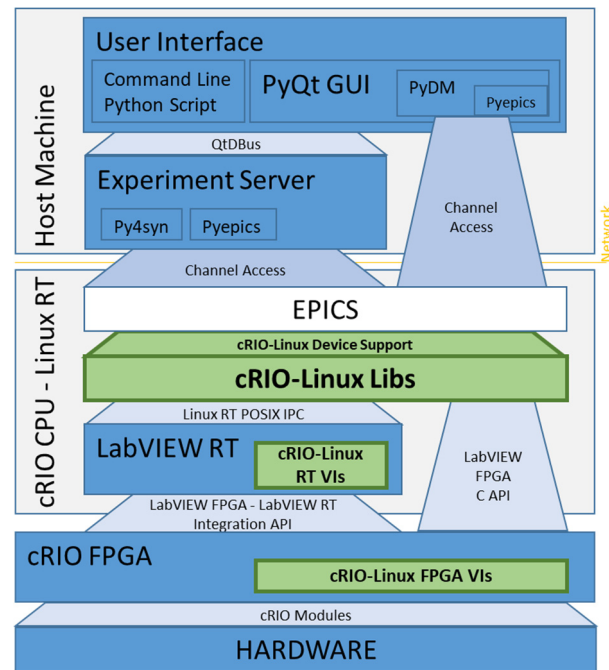 User Interface
Command Line
Python Script
PyQt GUI
PyDM
Pyepics
QtDBus
Experiment Server
Py4syn
Pyepics
Channel
Access
Host Machine
Network
Channel Access
EPICS
cRIO-Linux Device Support
cRIO-Linux Libs
Linux RT POSIX IPC
LabVIEW RT
cRIO-Linux
RT VIs
LabVIEW
FPGA
C API
cRIO CPU - Linux RT
LabVIEW FPGA - LabVIEW RT
Integration API
cRIO FPGA
cRIO-Linux FPGA VIs
cRIO Modules
HARDWARE